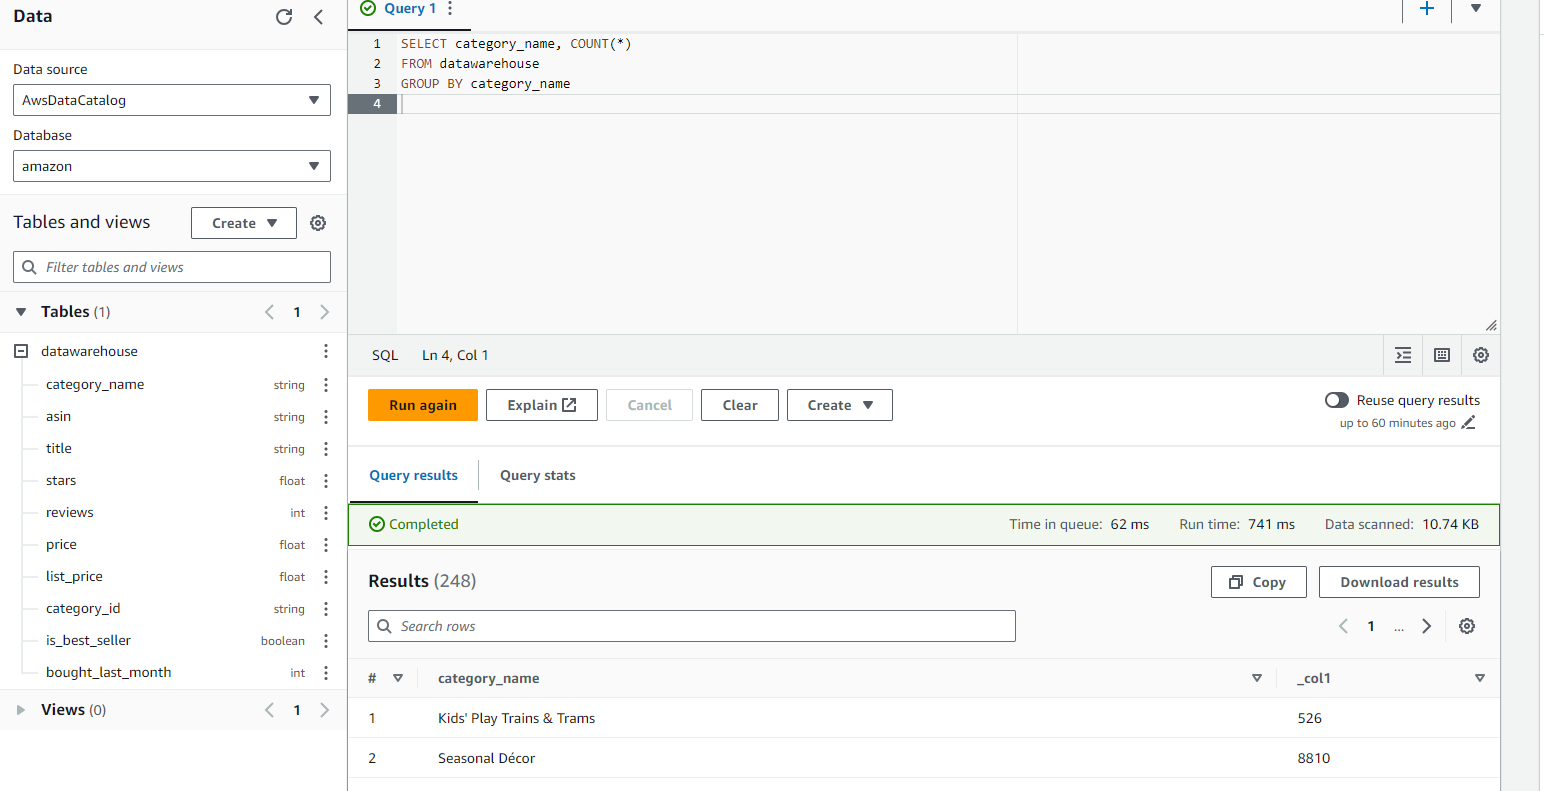 Data
Data source
AwsDataCatalog
Database
amazon
Tables and views
Create
Filter tables and views
Tables (1)
1
datawarehouse
category_name string
asin string
title string
stars float
reviews int
price float
list_price float
category_id string
is_best_seller boolean
bought_last_month int
Views (0)
1
Query 1
1 SELECT category_name, COUNT(*)
2 FROM datawarehouse
3 GROUP BY category_name
4
SQL Ln 4, Col 1
Run again Explain Cancel Clear Create
Reuse query results
up to 60 minutes ago
Query results Query stats
Completed Time in queue: 62 ms Run time: 741 ms Data scanned: 10.74 KB
Results (248) Copy Download results
Search rows 1 ...
# category_name _col1
1 Kids' Play Trains & Trams 526
2 Seasonal Décor 8810